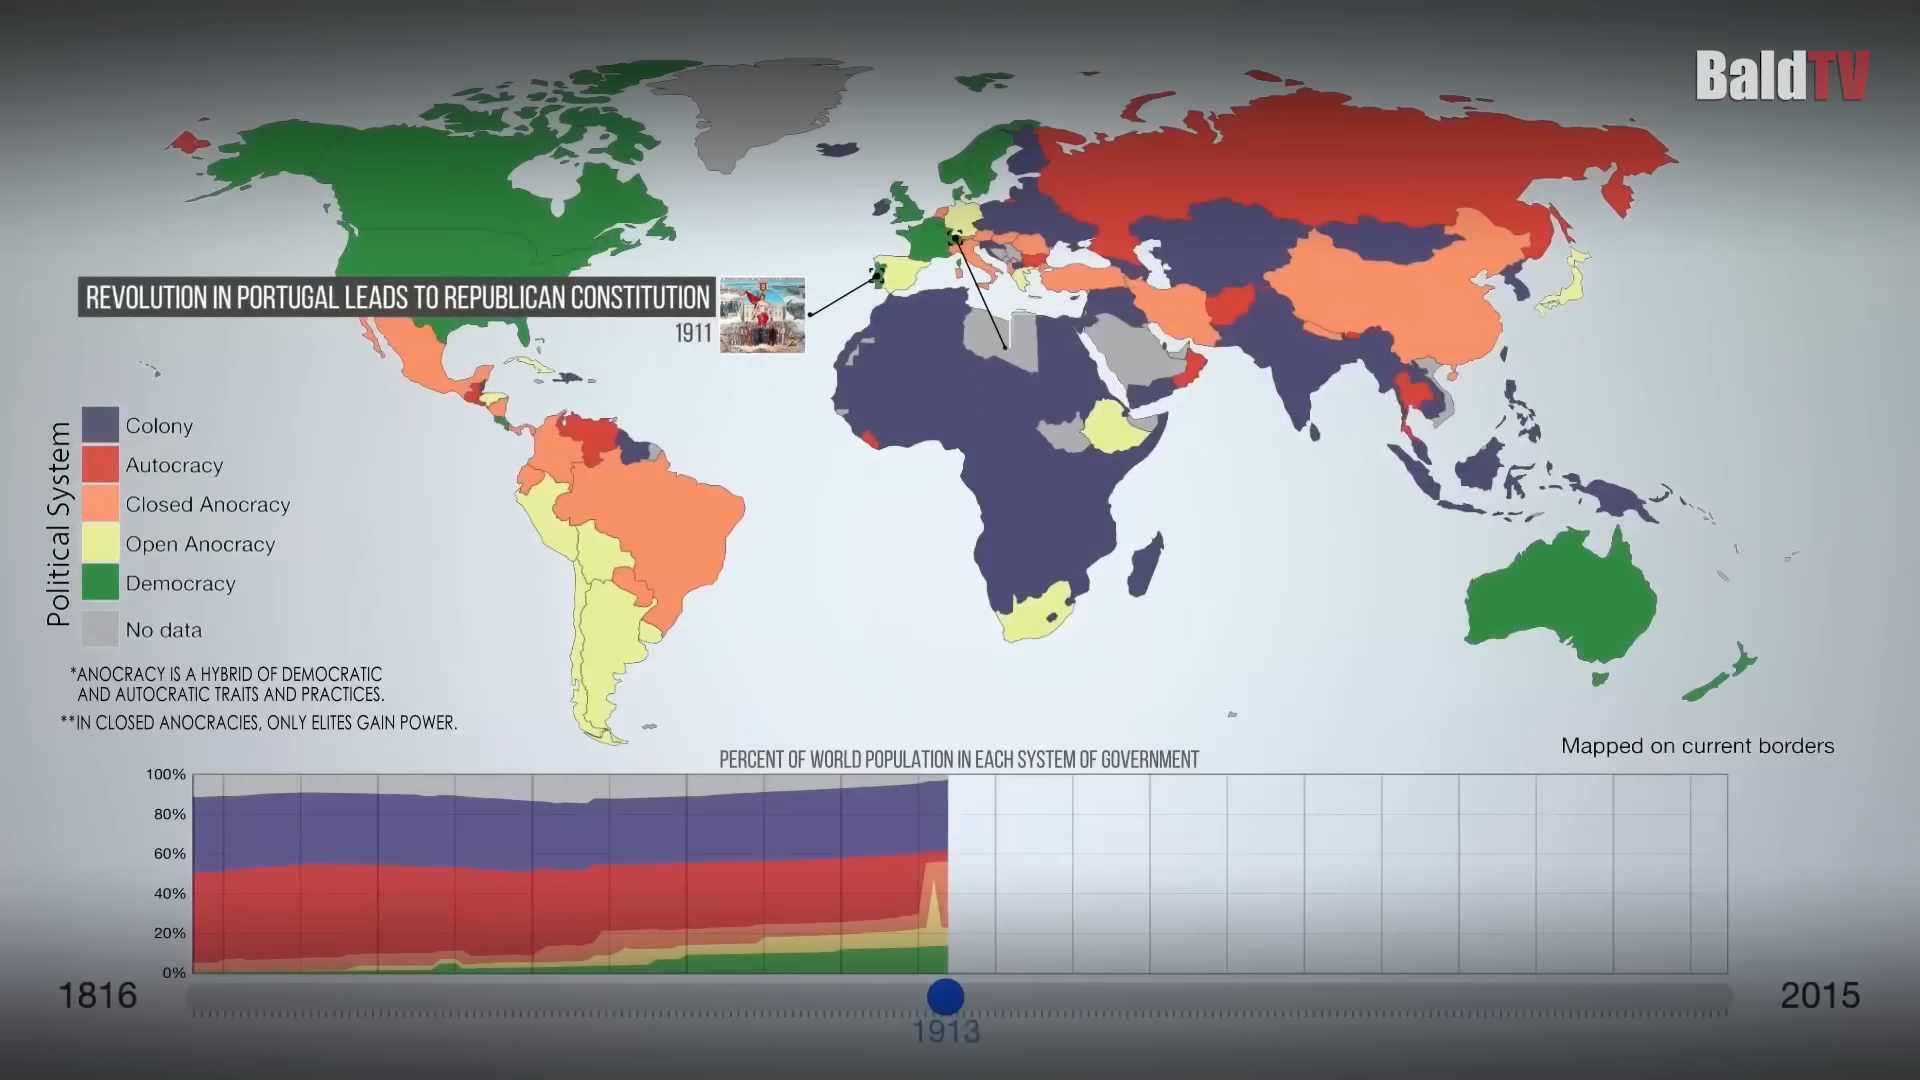 BaldTV
REVOLUTION IN PORTUGAL LEADS TO REPUBLICAN CONSTITUTION
1911
Political System
Colony
Autocracy
Closed Anocracy
Open Anocracy
Democracy
No data
*ANOCRACY IS A HYBRID OF DEMOCRATIC
AND AUTOCRATIC TRAITS AND PRACTICES.
**IN CLOSED ANOCRACIES, ONLY ELITES GAIN POWER.
Mapped on current borders
PERCENT OF WORLD POPULATION IN EACH SYSTEM OF GOVERNMENT
100%
80%
60%
40%
20%
0%
1816
2015
1913